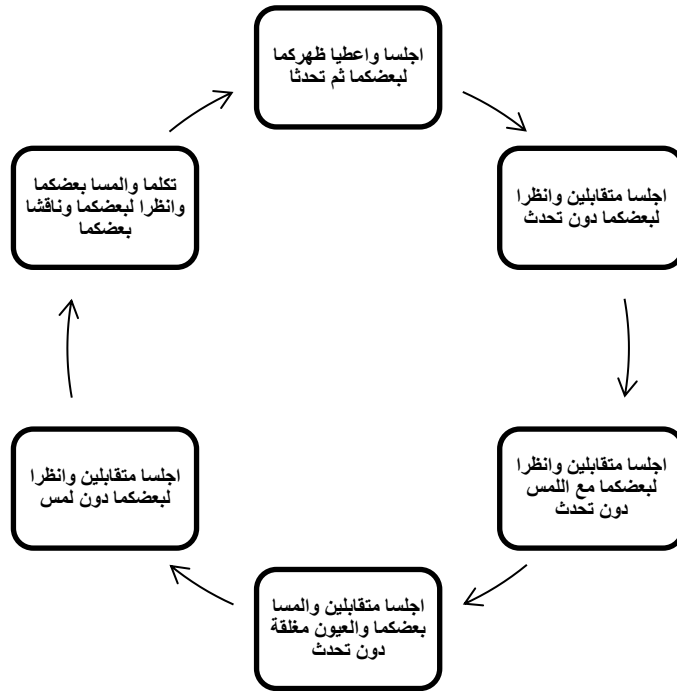 اجلسا واعطيا ظهركما
لبعضكما ثم تحدثا
اجلسا متقابلين وانظرا
لبعضكما دون تحدث
اجلسا متقابلين وانظرا
لبعضكما مع اللمس
دون تحدث
اجلسا متقابلين والمسا
بعضكما والعيون مغلقة
دون تحدث
اجلسا متقابلين وانظرا
لبعضكما دون لمس
تكلما والمسا بعضكما
وانظرا لبعضكما وناقشا
بعضكما